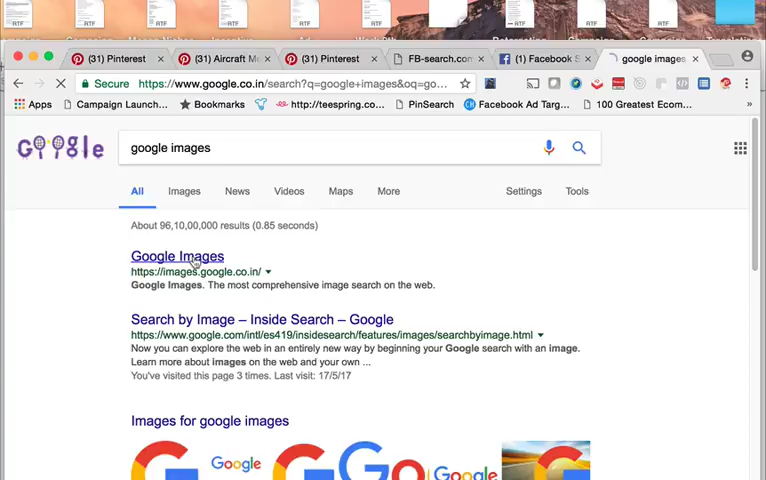 RTF RTF RTF RTF RTF RTF RTF RTF
(31) Pinterest (31) Aircraft Me (31) Pinterest FB-search.com (1) Facebook S google images
Secure https://www.google.co.in/search?q=google+images&oq=go...
Apps Campaign Launch... Bookmarks http://teespring.co... PinSearch Facebook Ad Targ... 100 Greatest Ecom... »
Google google images
All Images News Videos Maps More Settings Tools
About 96,10,00,000 results (0.85 seconds)
Google Images
https://images.google.co.in/
Google Images. The most comprehensive image search on the web.
Search by Image – Inside Search – Google
https://www.google.com/intl/es419/insidesearch/features/images/searchbyimage.html
Now you can explore the web in an entirely new way by beginning your Google search with an image.
Learn more about images on the web and your own ...
You've visited this page 3 times. Last visit: 17/5/17
Images for google images
Google Google